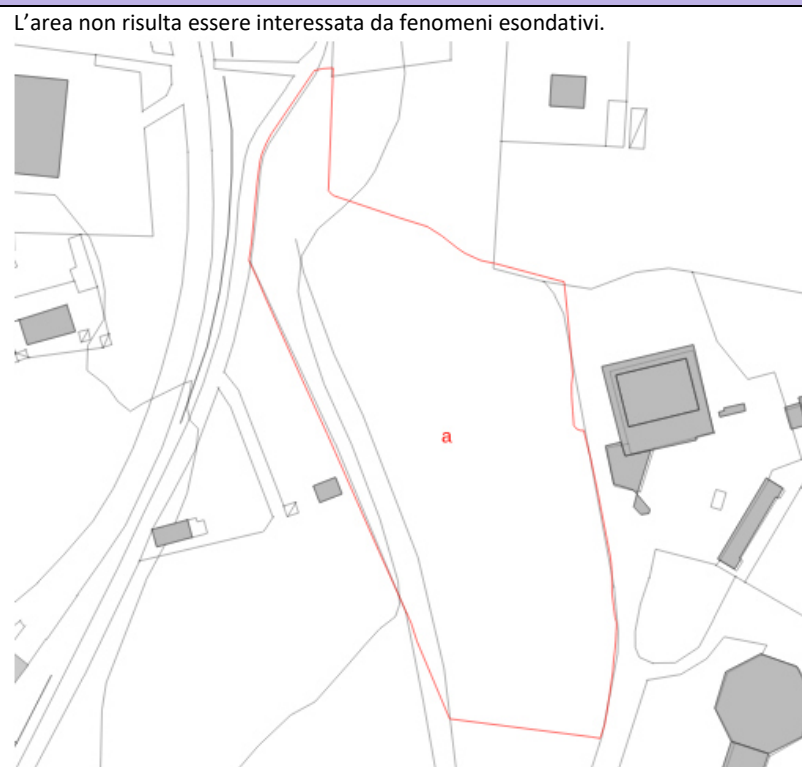 L’area non risulta essere interessata da fenomeni esondativi.
a